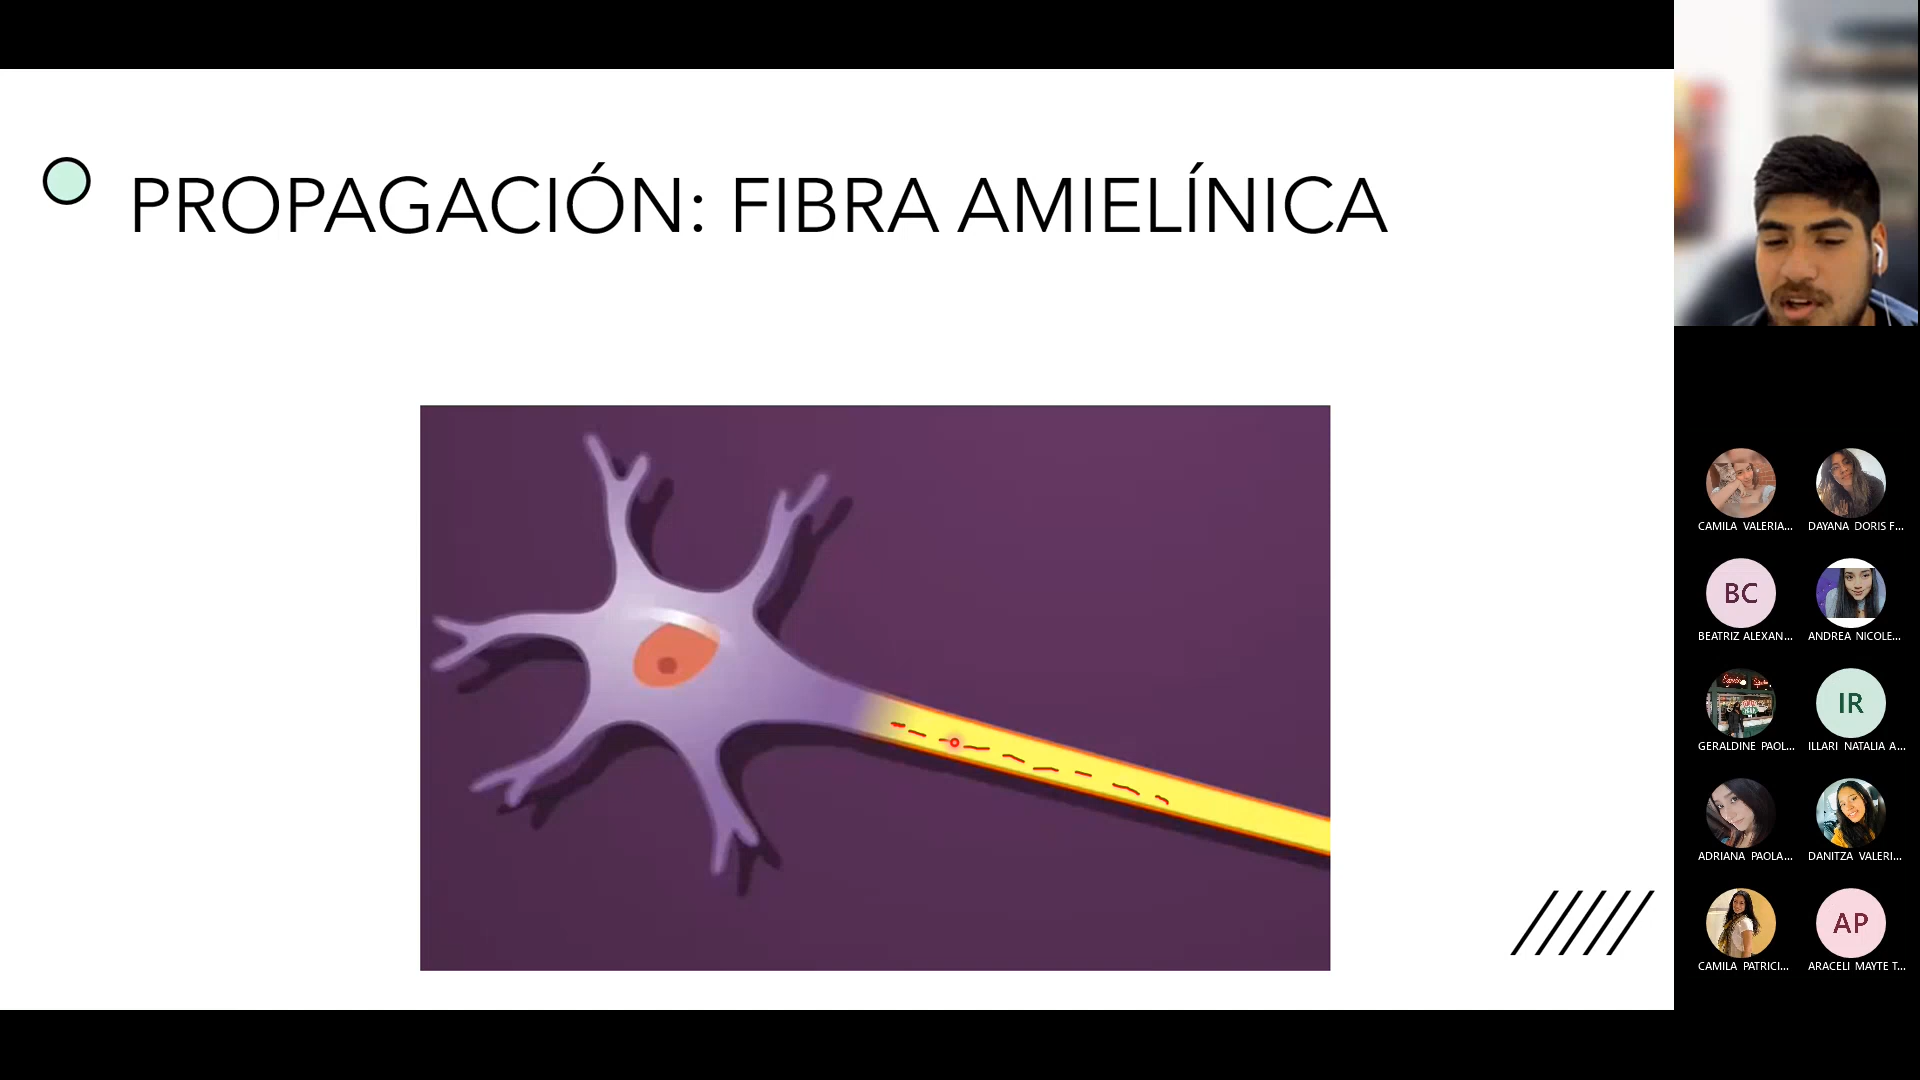 PROPAGACIÓN: FIBRA AMIELÍNICA
CAMILA VALERIA...
DAYANA DORIS F...
BC
BEATRIZ ALEXAN...
ANDREA NICOLE...
GERALDINE PAOL...
IR
ILLARI NATALIA A...
ADRIANA PAOLA...
DANITZA VALERI...
CAMILA PATRICI...
AP
ARACELI MAYTE T...